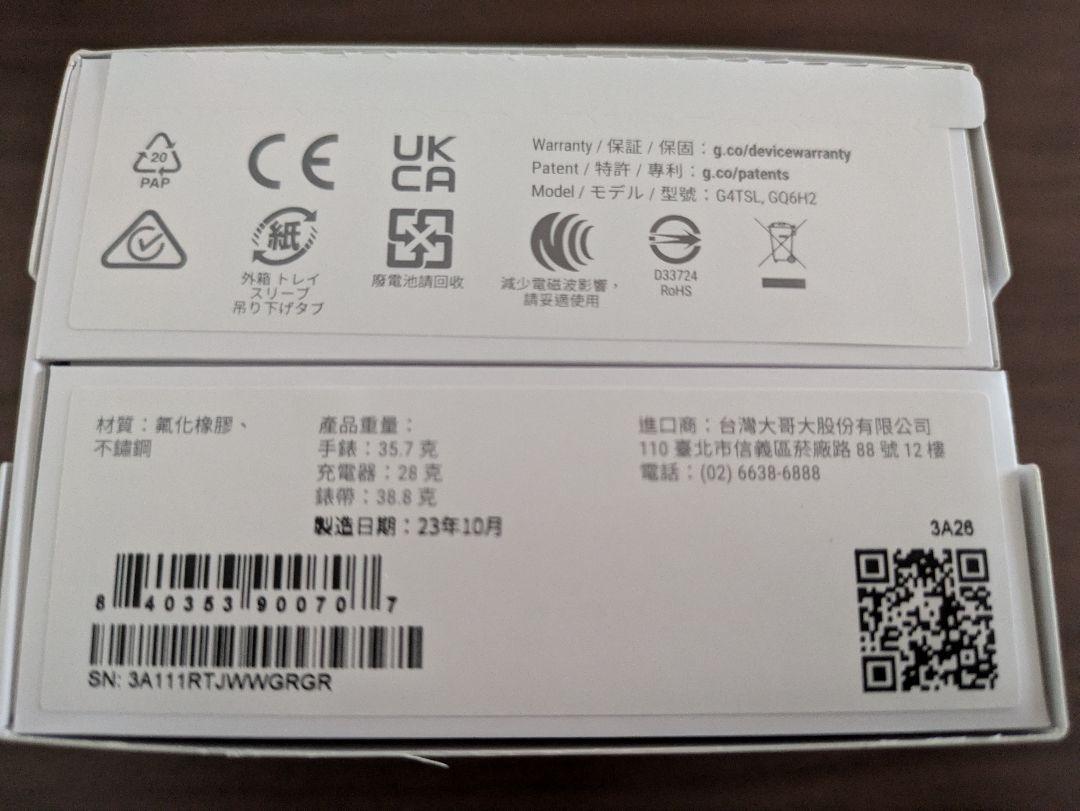 20
PAP
CE
UK
CA
Warranty / 保証 / 保固：g.co/devicewarranty
Patent / 特許 / 專利：g.co/patents
Model / モデル / 型號：G4TSL, GQ6H2
紙
外箱 トレイ
スリーブ
吊り下げタブ
廢電池請回收
減少電磁波影響，
請妥適使用
D33724
RoHS
材質：氟化橡膠、
不鏽鋼
產品重量：
手錶：35.7 克
充電器：28 克
錶帶：38.8 克
製造日期：23年10月
進口商：台灣大哥大股份有限公司
110 臺北市信義區菸廠路 88 號 12 樓
電話：(02) 6638-6888
3A26
8 40353 90070 7
SN: 3A111RTJWWGRGR